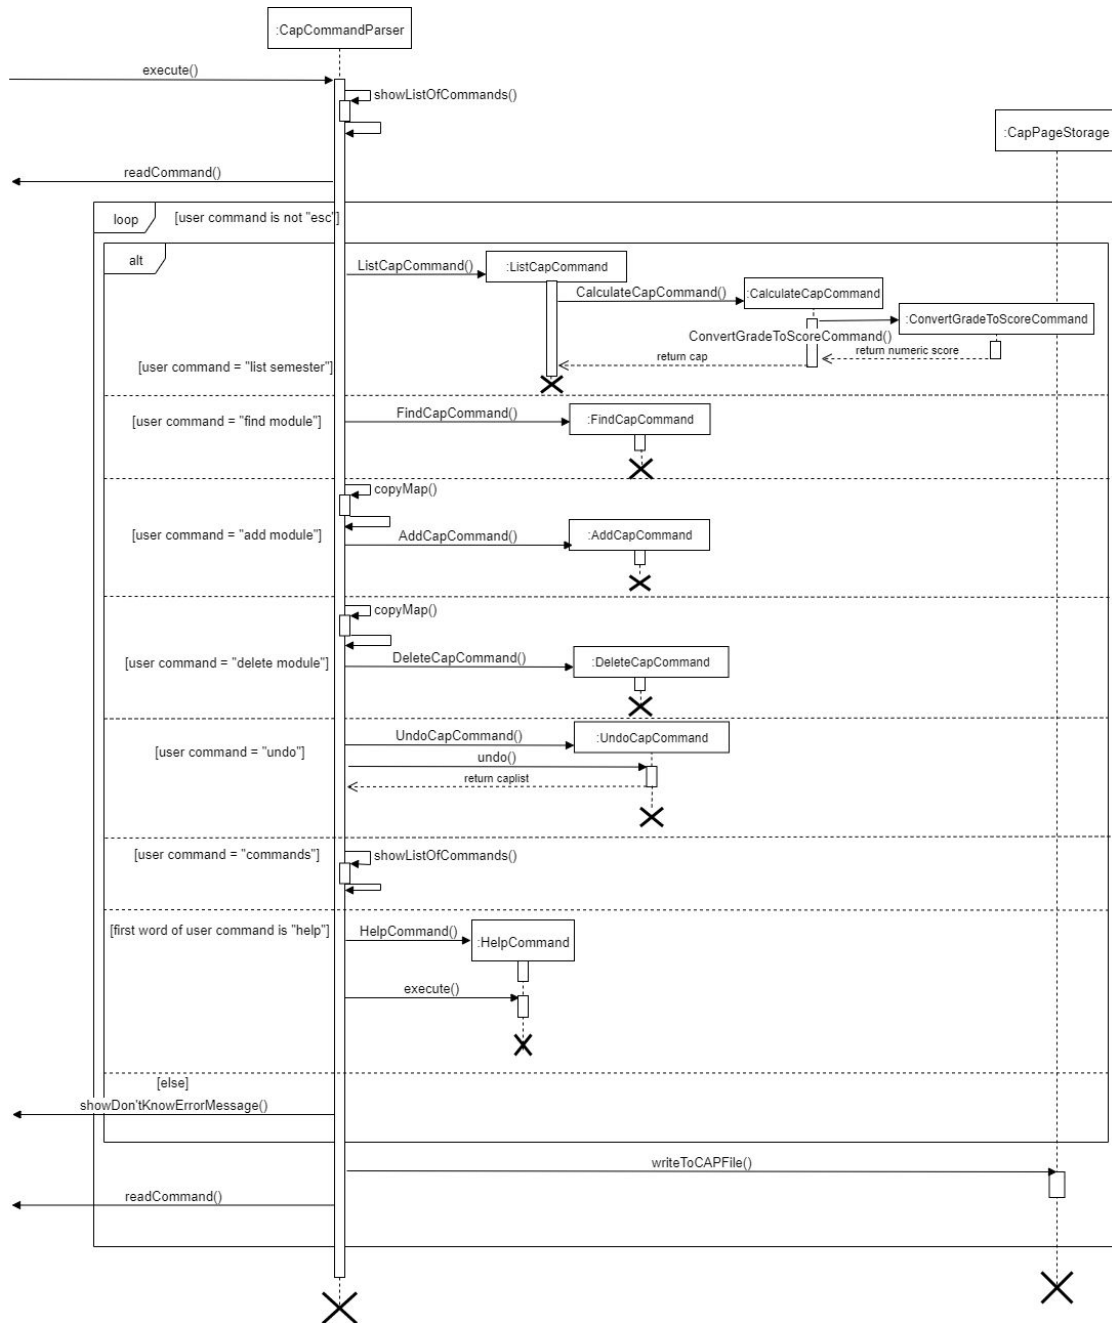 :CapCommandParser
execute()
showListOfCommands()
:CapPageStorage
readCommand()
loop
[user command is not "esc"]
alt
ListCapCommand()
:ListCapCommand
CalculateCapCommand()
:CalculateCapCommand
:ConvertGradeToScoreCommand
ConvertGradeToScoreCommand()
return numeric score
return cap
[user command = "list semester"]
[user command = "find module"]
FindCapCommand()
:FindCapCommand
copyMap()
[user command = "add module"]
AddCapCommand()
:AddCapCommand
copyMap()
[user command = "delete module"]
DeleteCapCommand()
:DeleteCapCommand
UndoCapCommand()
:UndoCapCommand
[user command = "undo"]
undo()
return caplist
[user command = "commands"]
showListOfCommands()
[first word of user command is "help"]
HelpCommand()
:HelpCommand
execute()
[else]
showDon'tKnowErrorMessage()
writeToCAPFile()
readCommand()